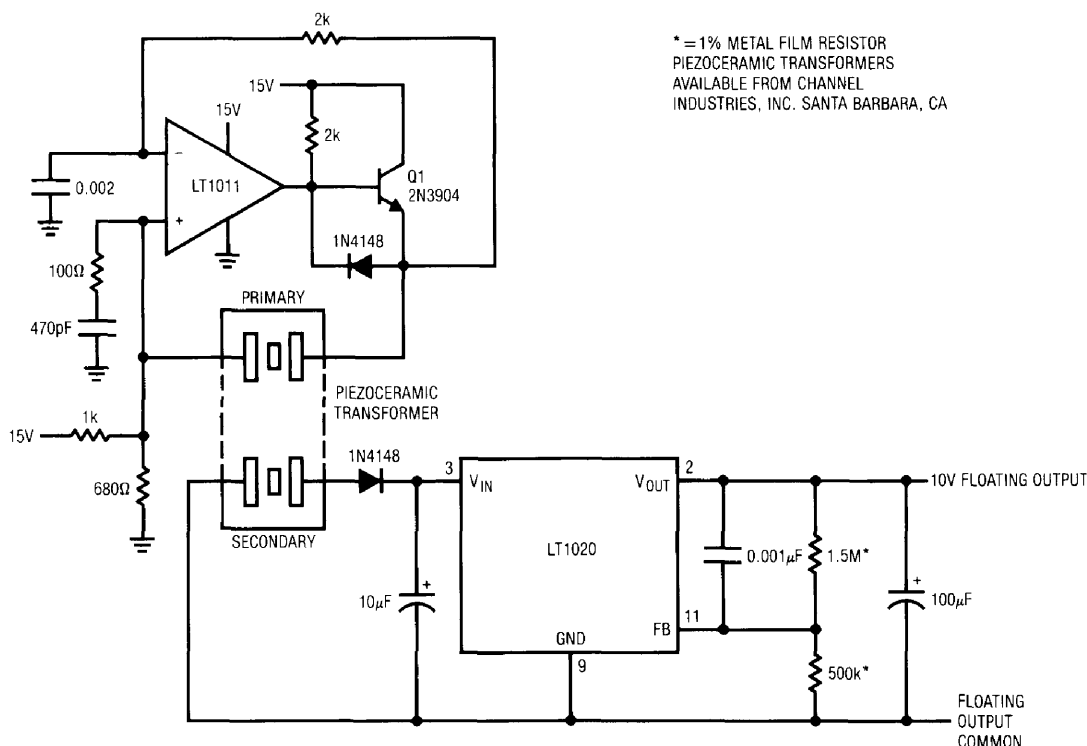 2k
* = 1% METAL FILM RESISTOR
PIEZOCERAMIC TRANSFORMERS
AVAILABLE FROM CHANNEL
INDUSTRIES, INC. SANTA BARBARA, CA
15V
15V
2k
−
LT1011
+
Q1
2N3904
0.002
1N4148
100Ω
470pF
PRIMARY
PIEZOCERAMIC
TRANSFORMER
1k
15V
680Ω
1N4148
SECONDARY
3
VIN
VOUT
2
10V FLOATING OUTPUT
LT1020
0.001μF
1.5M*
+
10μF
+
100μF
FB
11
GND
9
500k*
FLOATING
OUTPUT
COMMON